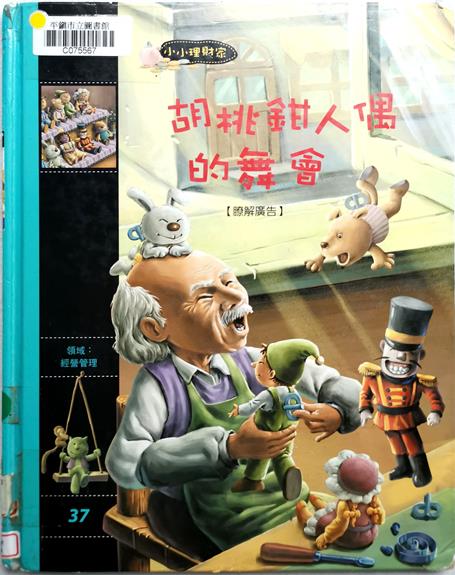 平鎮市立圖書館
C075567
小小理財家
胡桃鉗人偶
的舞會
【瞭解廣告】
領域：
經營管理
37